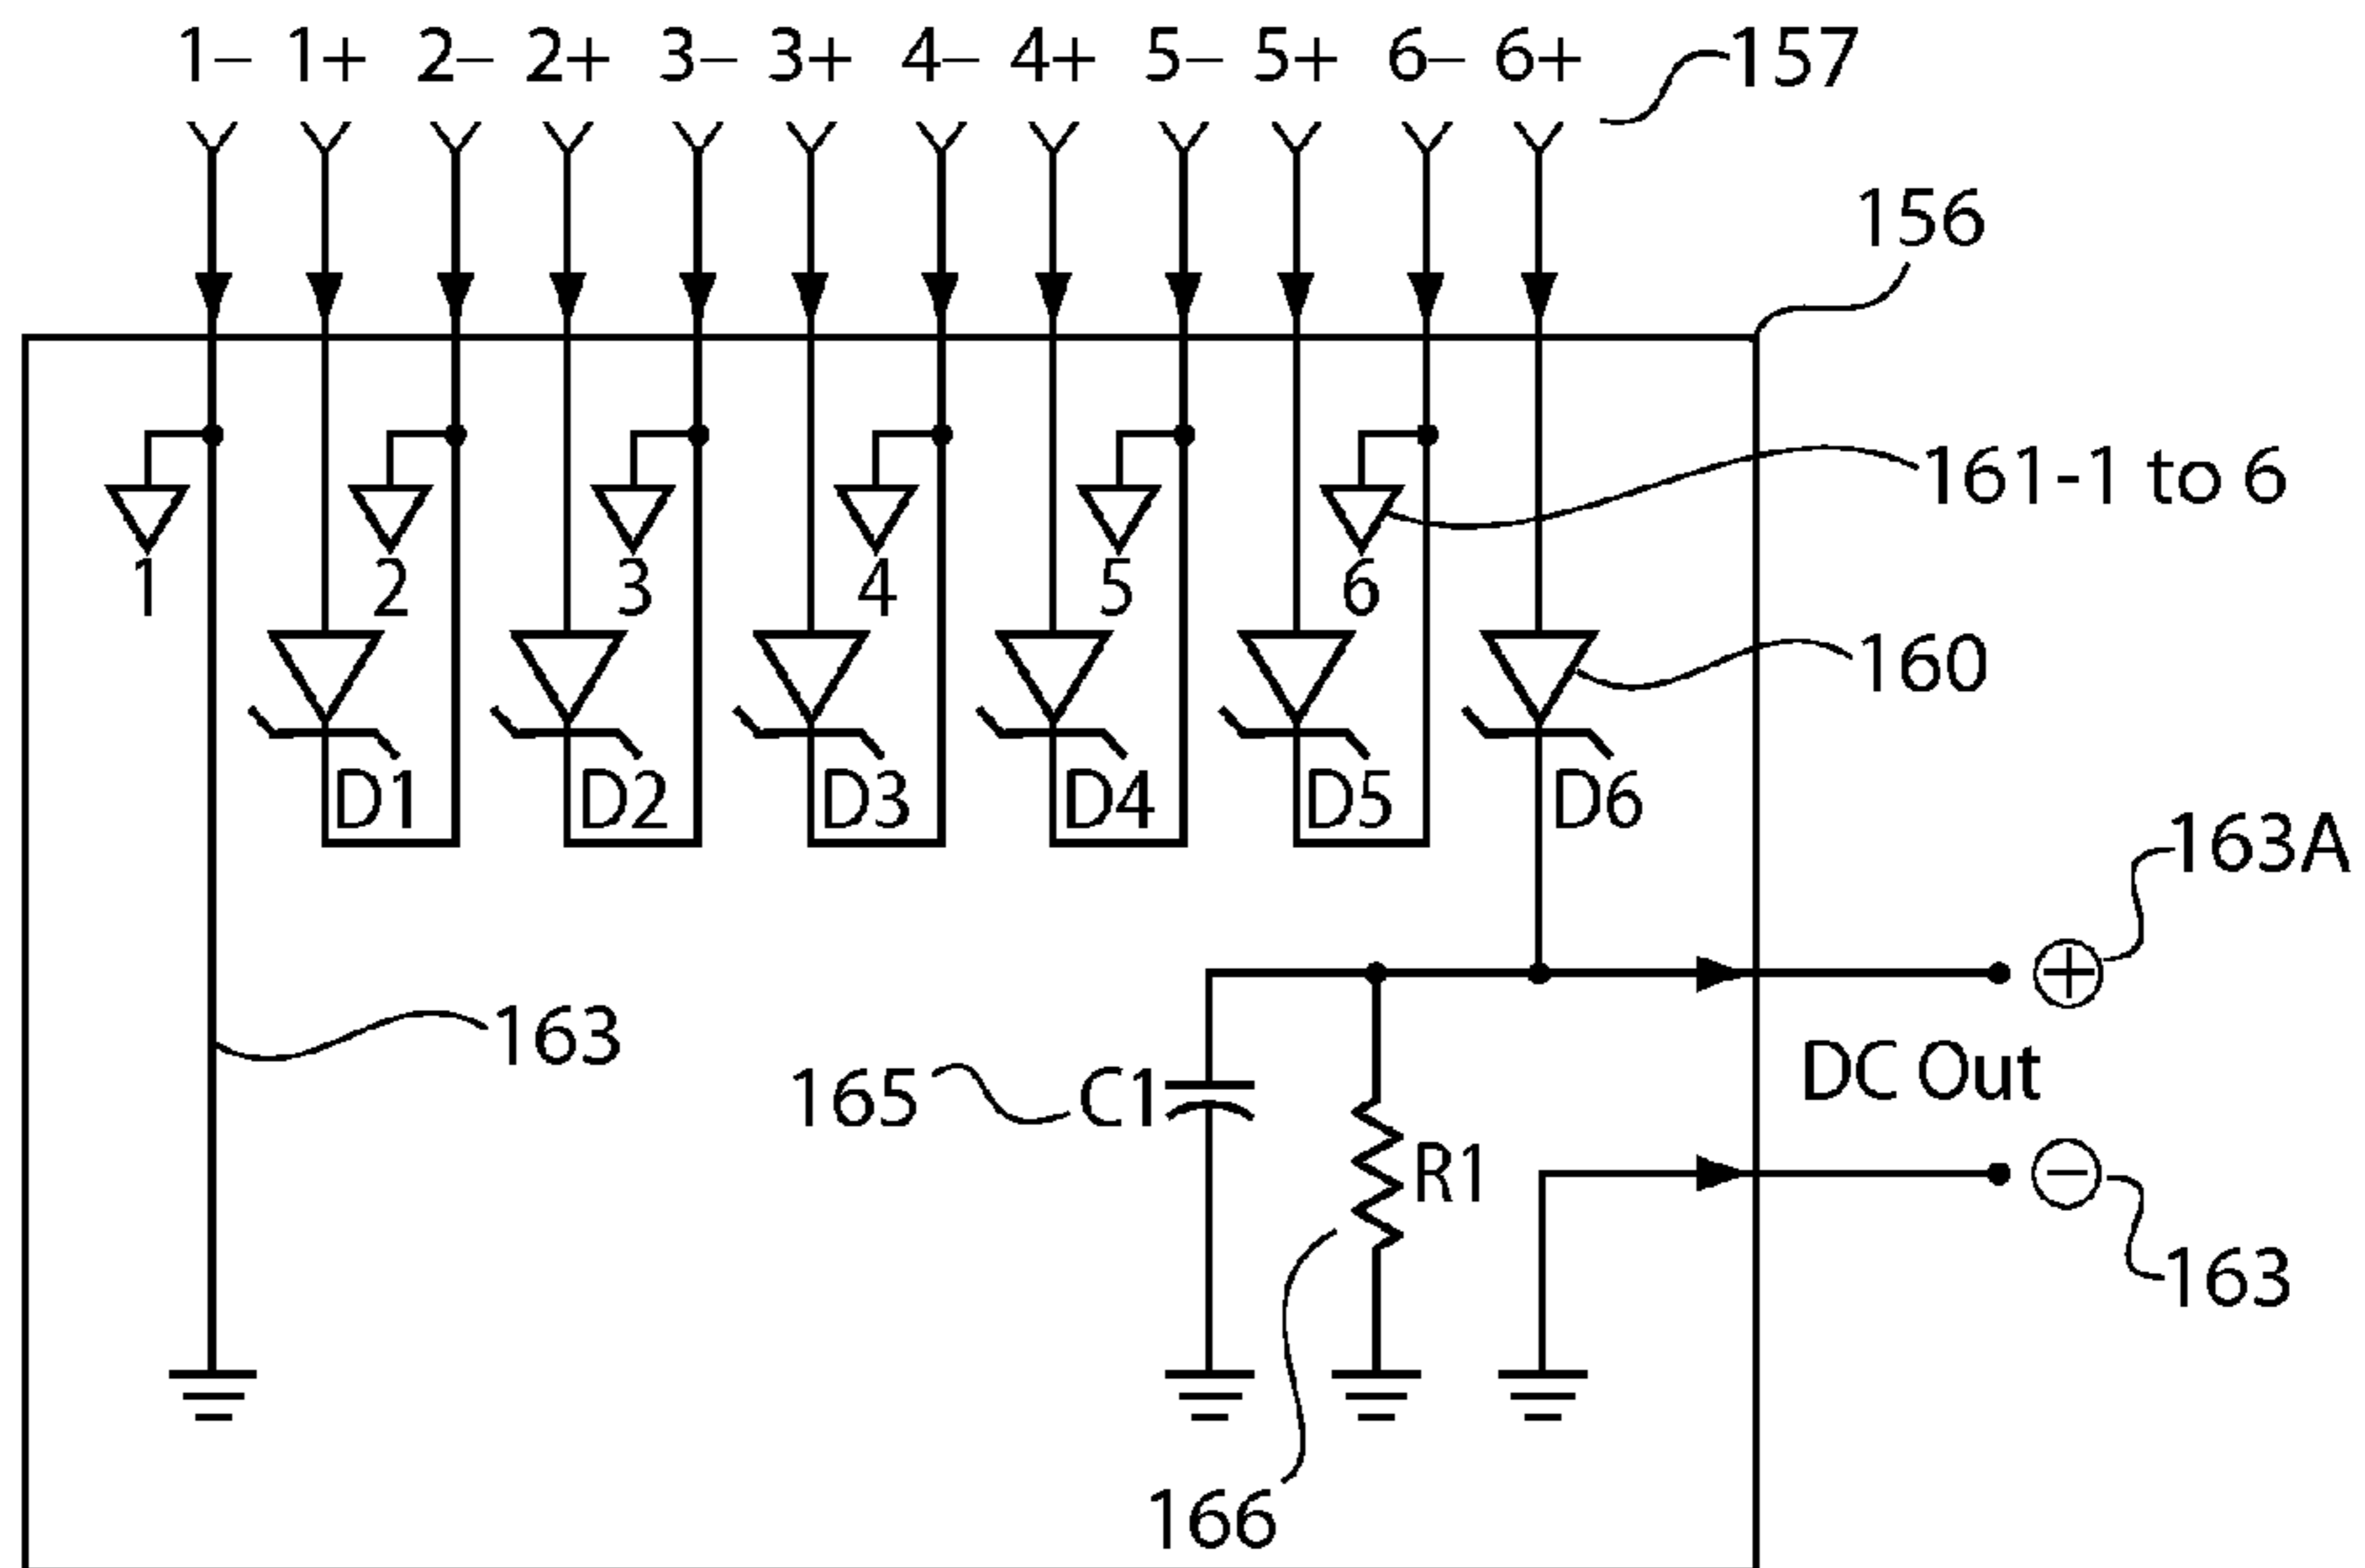 1– 1+ 2– 2+ 3– 3+ 4– 4+ 5– 5+ 6– 6+ 157
156
161-1 to 6
1 2 3 4 5 6
160
D1 D2 D3 D4 D5 D6
163A
+
163
DC Out
165 C1
R1
–
163
166